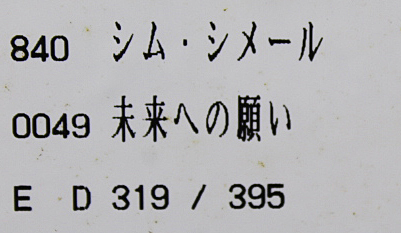 840 シム・シメール
0049 未来への願い
E D 319 / 395